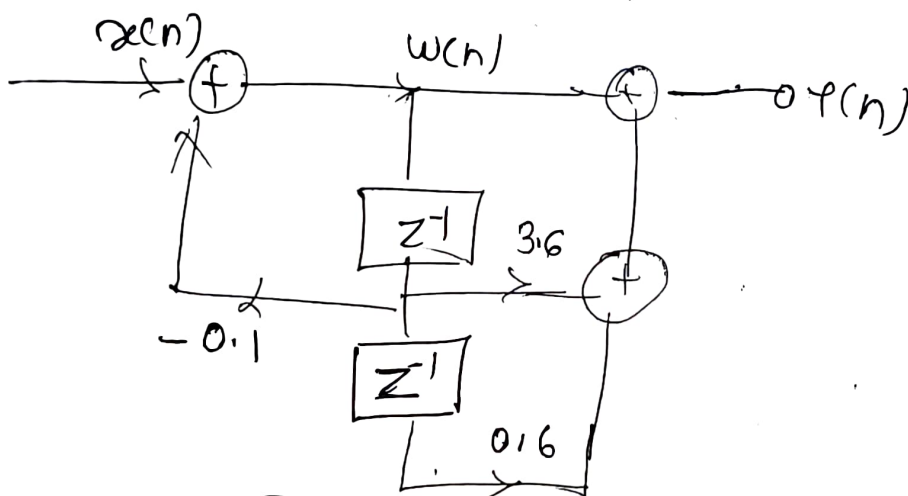 x(n)
+
w(n)
+
Y(n)
z⁻¹
3.6
+
-0.1
z⁻¹
0.6